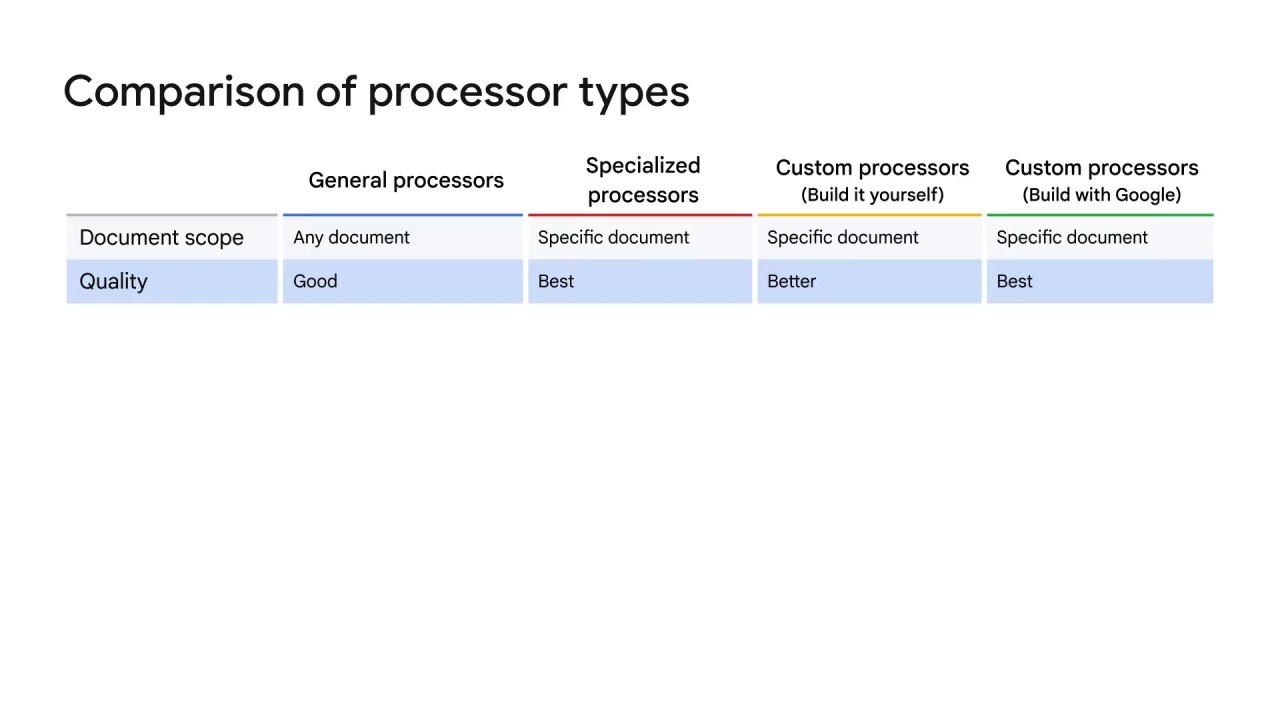 Comparison of processor types
General processors
Specialized
processors
Custom processors
(Build it yourself)
Custom processors
(Build with Google)
Document scope
Any document
Specific document
Specific document
Specific document
Quality
Good
Best
Better
Best